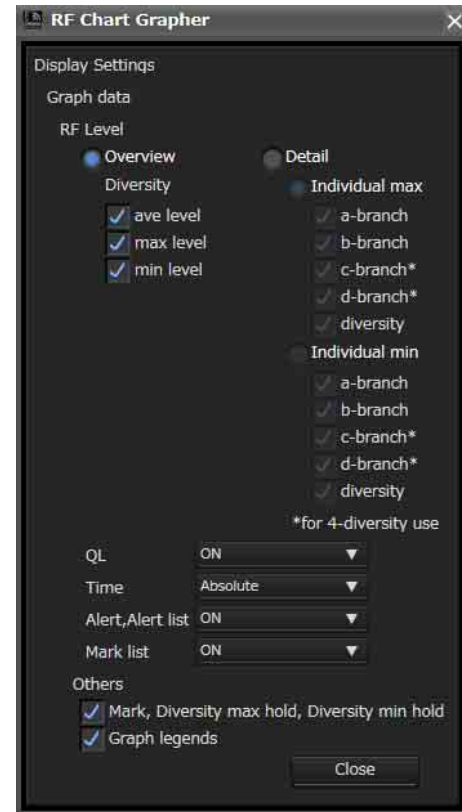 RF Chart Grapher
Display Settings
Graph data
RF Level
Overview
Diversity
ave level
max level
min level
Detail
Individual max
a-branch
b-branch
c-branch*
d-branch*
diversity
Individual min
a-branch
b-branch
c-branch*
d-branch*
diversity
*for 4-diversity use
QL ON
Time Absolute
Alert,Alert list ON
Mark list ON
Others
Mark, Diversity max hold, Diversity min hold
Graph legends
Close